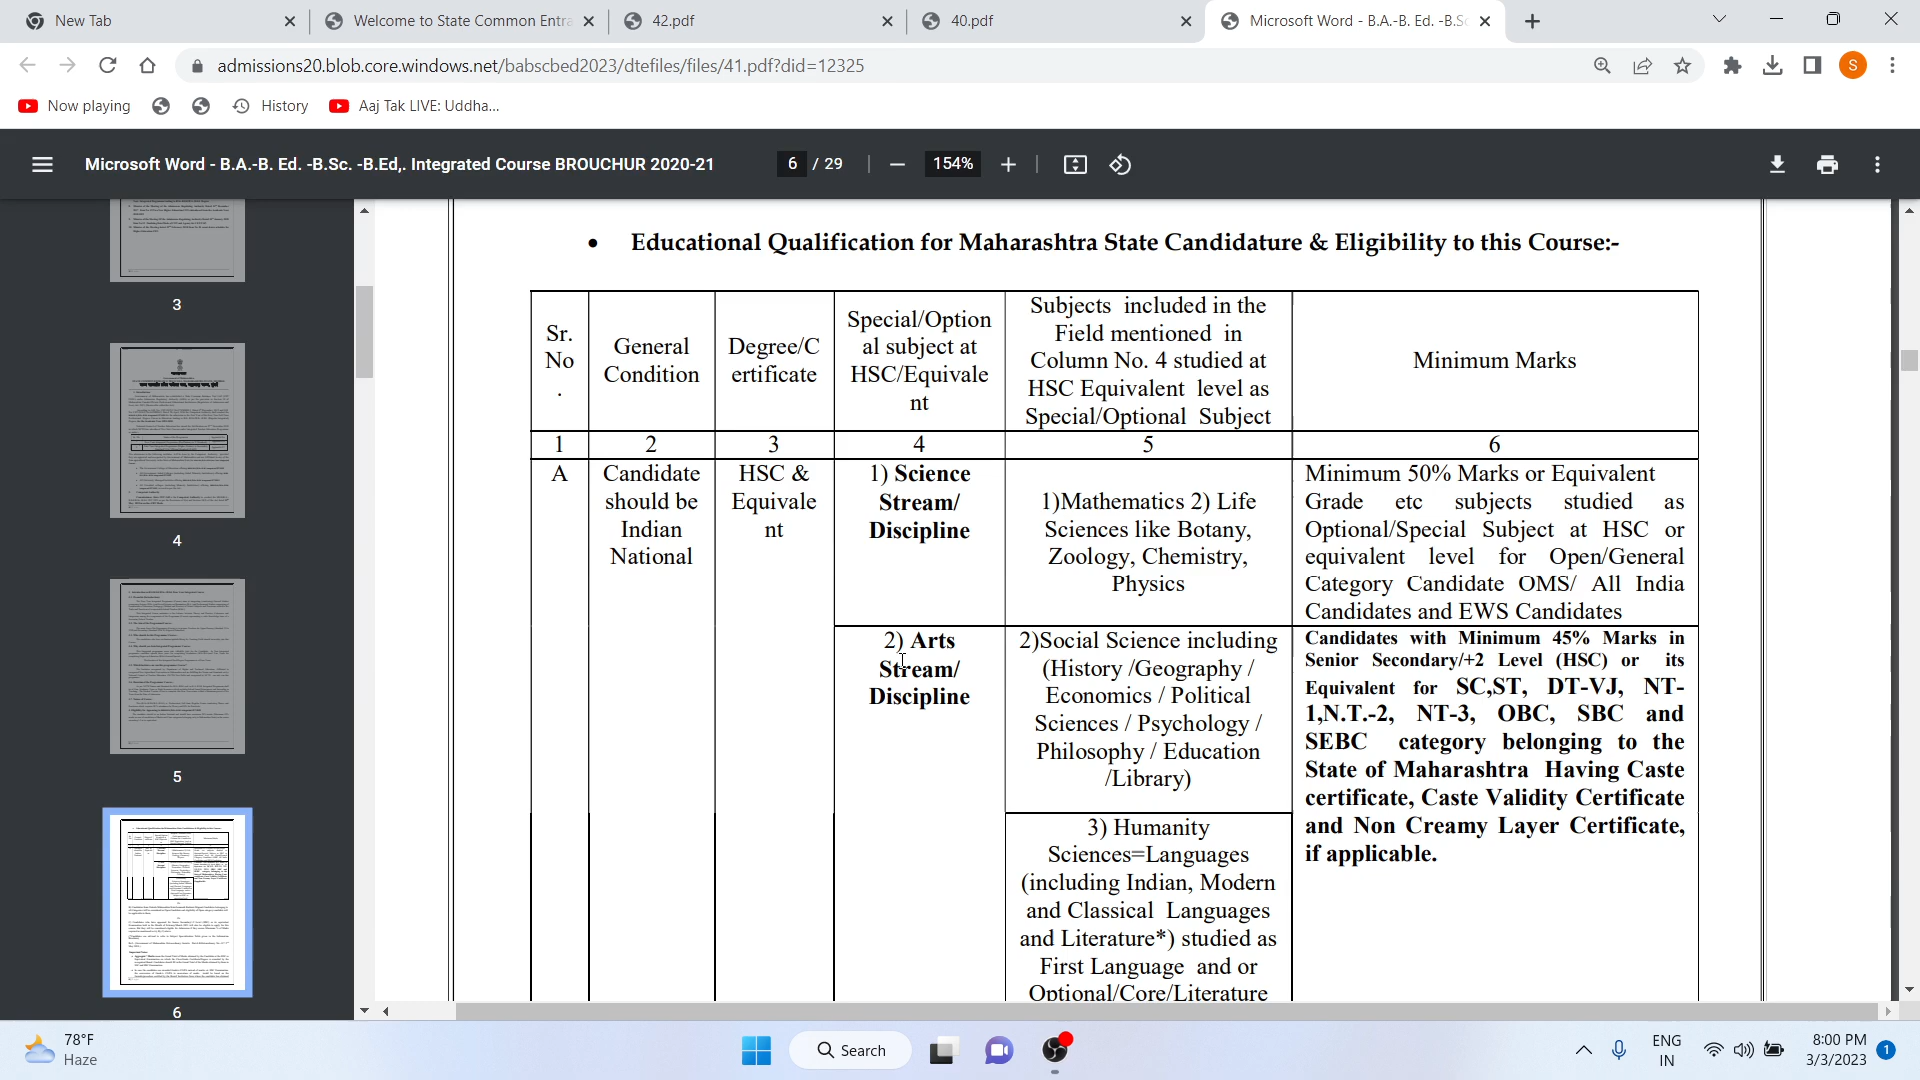 New Tab
Welcome to State Common Entra
42.pdf
40.pdf
Microsoft Word - B.A.-B. Ed. -B.Sc
admissions20.blob.core.windows.net/babscbed2023/dtefiles/files/41.pdf?did=12325
S
Now playing
History
Aaj Tak LIVE: Uddha...
Microsoft Word - B.A.-B. Ed. -B.Sc. -B.Ed,. Integrated Course BROUCHUR 2020-21
6 / 29
154%
3
4
5
6
• Educational Qualification for Maharashtra State Candidature & Eligibility to this Course:-
Sr.
No
.
General
Condition
Degree/C
ertificate
Special/Option
al subject at
HSC/Equivale
nt
Subjects included in the
Field mentioned in
Column No. 4 studied at
HSC Equivalent level as
Special/Optional Subject
Minimum Marks
1 2 3 4 5 6
A
Candidate
should be
Indian
National
HSC &
Equivale
nt
1) Science
Stream/
Discipline
1)Mathematics 2) Life
Sciences like Botany,
Zoology, Chemistry,
Physics
Minimum 50% Marks or Equivalent
Grade etc subjects studied as
Optional/Special Subject at HSC or
equivalent level for Open/General
Category Candidate OMS/ All India
Candidates and EWS Candidates
2) Arts
Stream/
Discipline
2)Social Science including
(History /Geography /
Economics / Political
Sciences / Psychology /
Philosophy / Education
/Library)
Candidates with Minimum 45% Marks in
Senior Secondary/+2 Level (HSC) or its
Equivalent for SC,ST, DT-VJ, NT-
1,N.T.-2, NT-3, OBC, SBC and
SEBC category belonging to the
State of Maharashtra Having Caste
certificate, Caste Validity Certificate
and Non Creamy Layer Certificate,
if applicable.
3) Humanity
Sciences=Languages
(including Indian, Modern
and Classical Languages
and Literature*) studied as
First Language and or
Optional/Core/Literature
78°F
Haze
Search
ENG
IN
8:00 PM
3/3/2023
1